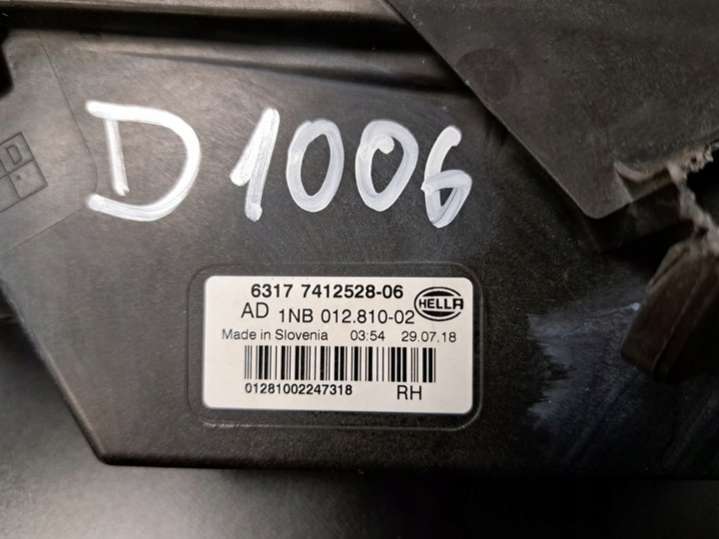 D
D1006
6317 7412528-06
AD 1NB 012.810-02 HELLA
Made in Slovenia 03:54 29.07.18
01281002247318 RH